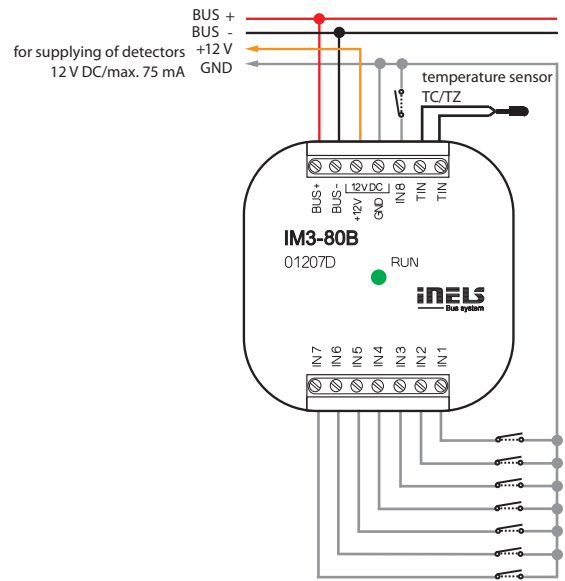 BUS +
BUS -
for supplying of detectors +12 V
12 V DC/max. 75 mA GND
temperature sensor
TC/TZ
12V DC
BUS+ BUS- +12V GND IN8 TIN TIN
IM3-80B
01207D RUN
iNELS
Bus system
IN7 IN6 IN5 IN4 IN3 IN2 IN1